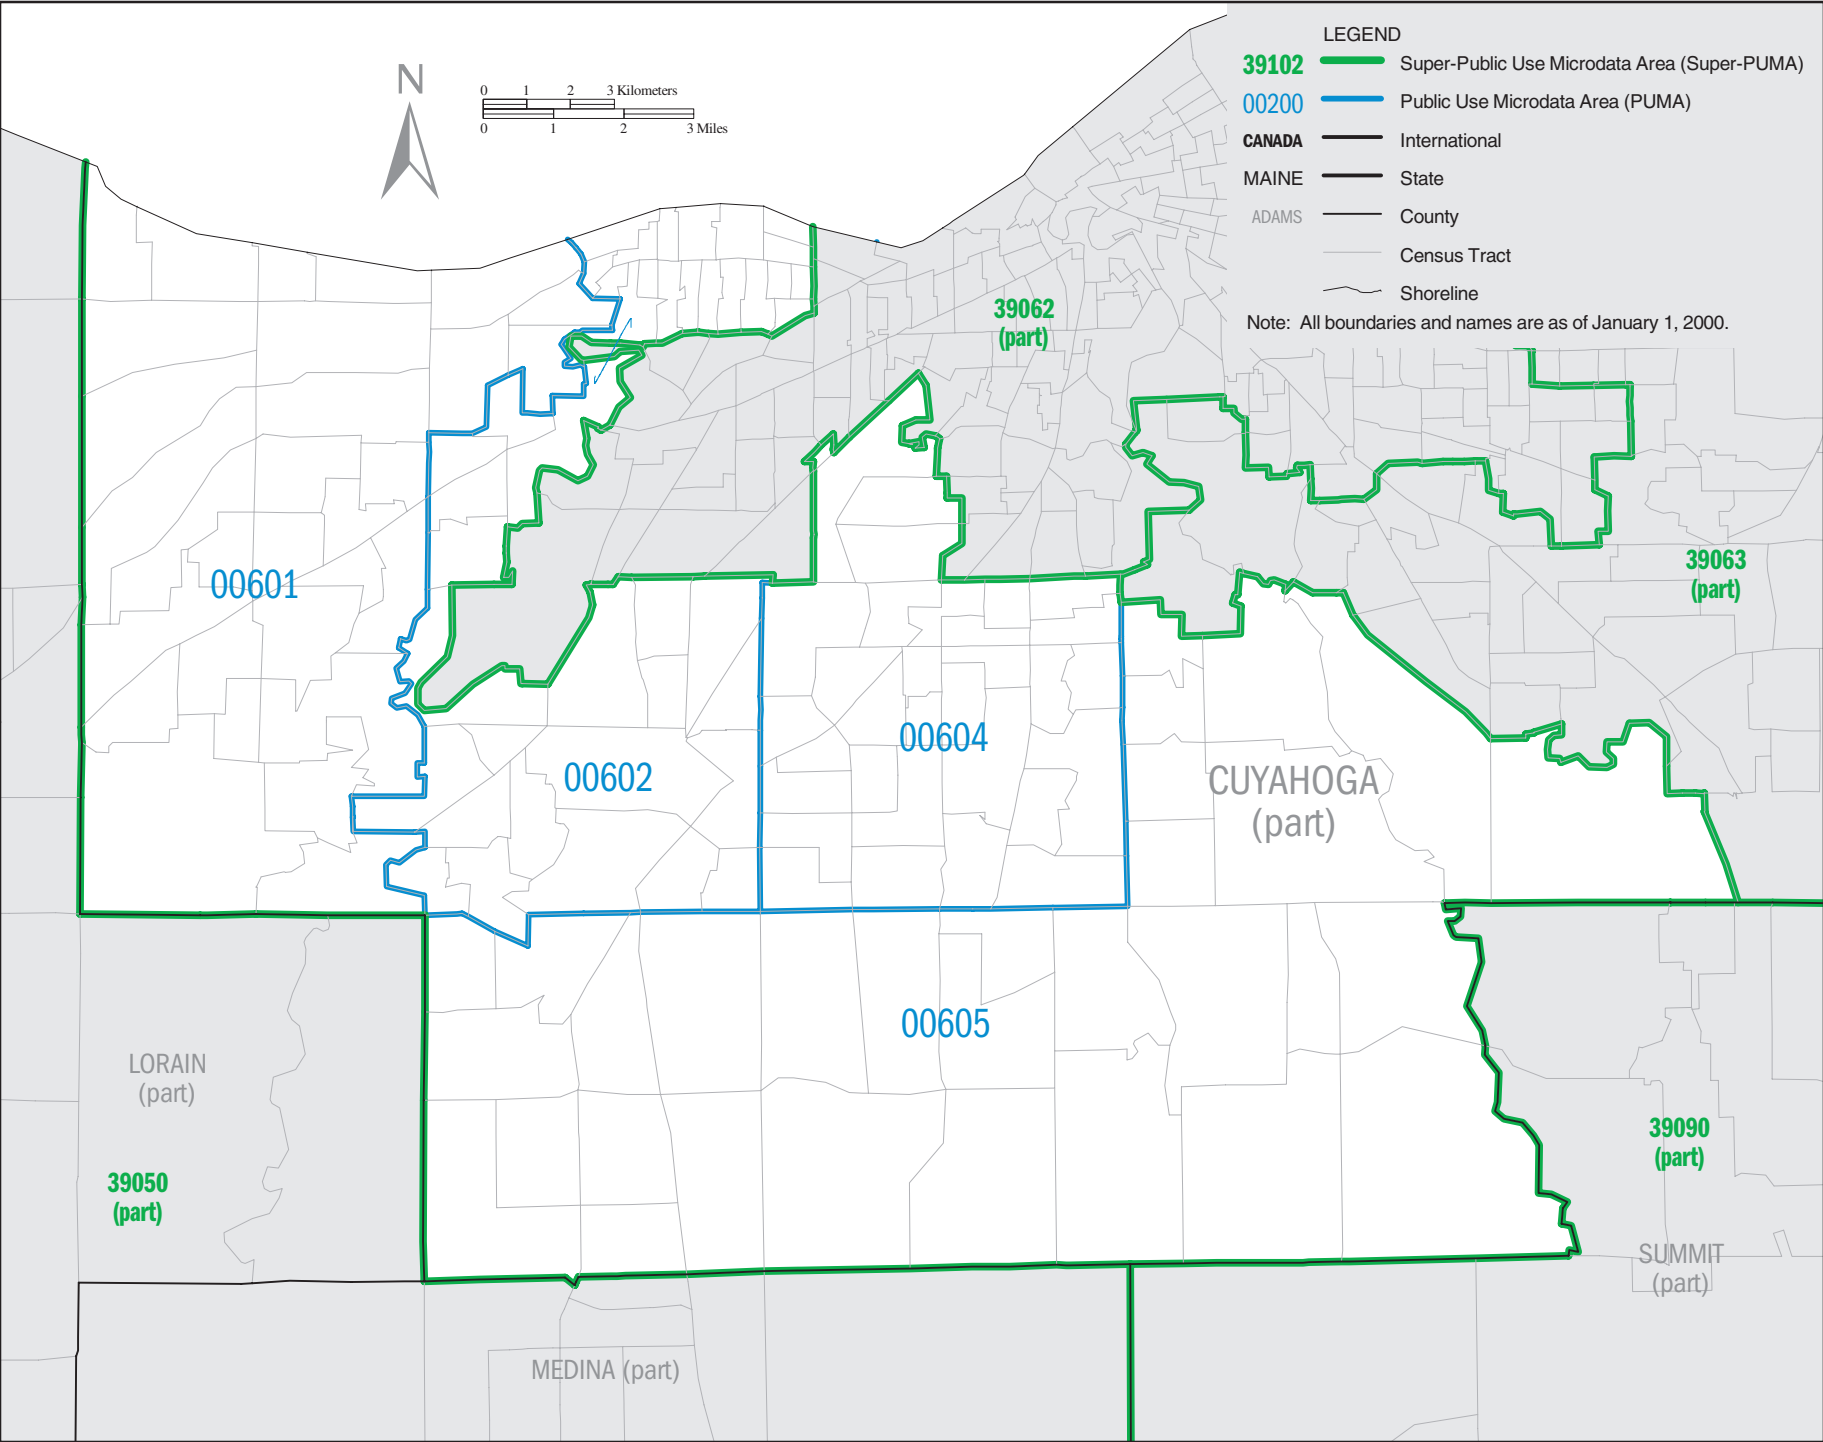 LEGEND
39102 Super-Public Use Microdata Area (Super-PUMA)
00200 Public Use Microdata Area (PUMA)
CANADA International
MAINE State
ADAMS County
Census Tract
Shoreline
Note: All boundaries and names are as of January 1, 2000.
N
0 1 2 3 Kilometers
0 1 2 3 Miles
39062
(part)
39063
(part)
00601
00602
00604
CUYAHOGA
(part)
00605
LORAIN
(part)
39050
(part)
39090
(part)
SUMMIT
(part)
MEDINA (part)